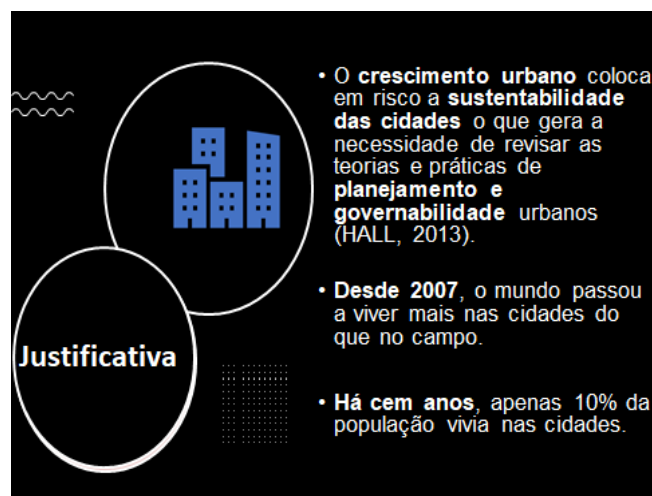 Justificativa
• O crescimento urbano coloca
em risco a sustentabilidade
das cidades o que gera a
necessidade de revisar as
teorias e práticas de
planejamento e
governabilidade urbanos
(HALL, 2013).
• Desde 2007, o mundo passou
a viver mais nas cidades do
que no campo.
• Há cem anos, apenas 10% da
população vivia nas cidades.